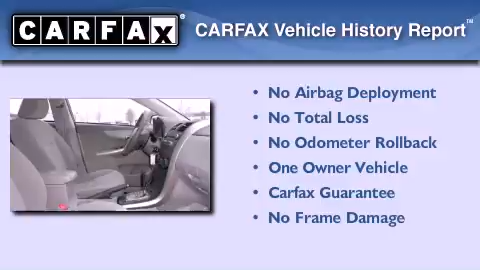 CARFAX® CARFAX Vehicle History Report™
• No Airbag Deployment
• No Total Loss
• No Odometer Rollback
• One Owner Vehicle
• Carfax Guarantee
• No Frame Damage